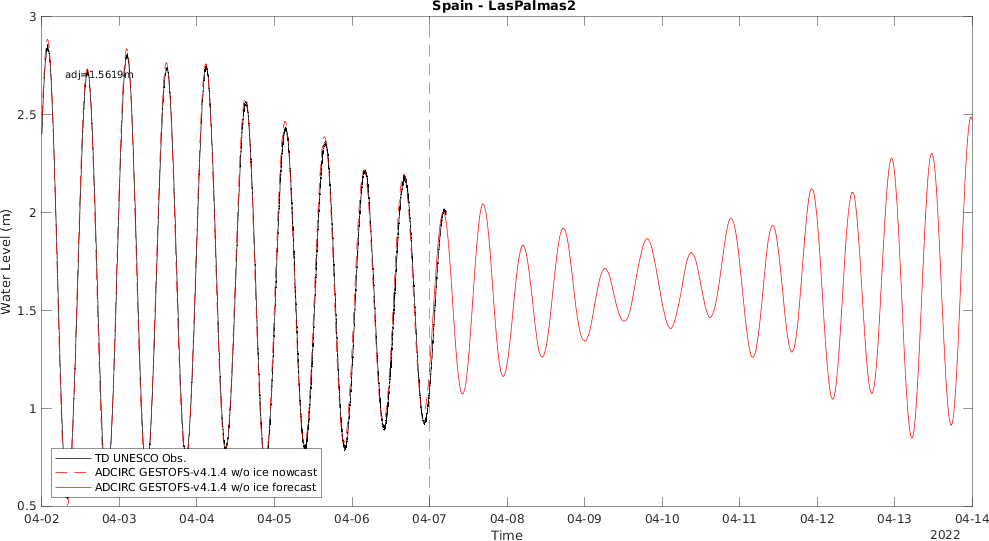 Spain - LasPalmas2
3
adj=1.5619m
2.5
2
Water Level (m)
1.5
1
TD UNESCO Obs.
ADCIRC GESTOFS-v4.1.4 w/o ice nowcast
ADCIRC GESTOFS-v4.1.4 w/o ice forecast
0.5
04-02 04-03 04-04 04-05 04-06 04-07 04-08 04-09 04-10 04-11 04-12 04-13 04-14
Time
2022